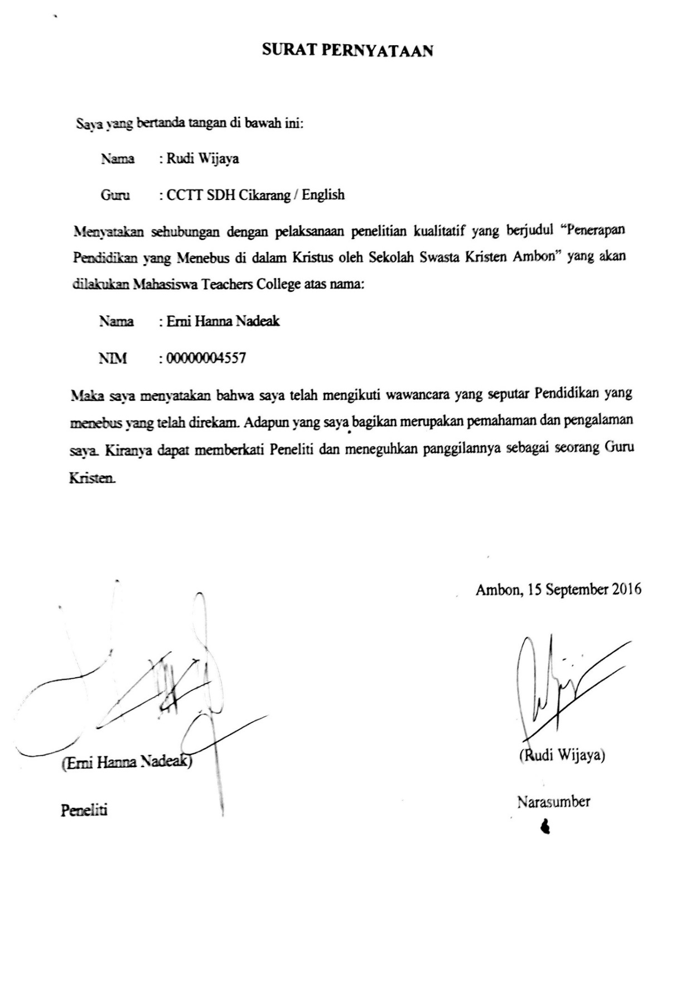 SURAT PERNYATAAN
Saya yang bertanda tangan di bawah ini:
Nama : Rudi Wijaya
Guru : CCTT SDH Cikarang / English
Menyatakan sehubungan dengan pelaksanaan penelitian kualitatif yang berjudul “Penerapan
Pendidikan yang Menebus di dalam Kristus oleh Sekolah Swasta Kristen Ambon” yang akan
dilakukan Mahasiswa Teachers College atas nama:
Nama : Erni Hanna Nadeak
NIM : 00000004557
Maka saya menyatakan bahwa saya telah mengikuti wawancara yang seputar Pendidikan yang
menebus yang telah direkam. Adapun yang saya bagikan merupakan pemahaman dan pengalaman
saya. Kiranya dapat memberkati Peneliti dan meneguhkan panggilannya sebagai seorang Guru
Kristen.
Ambon, 15 September 2016
(Erni Hanna Nadeak) (Rudi Wijaya)
Peneliti Narasumber